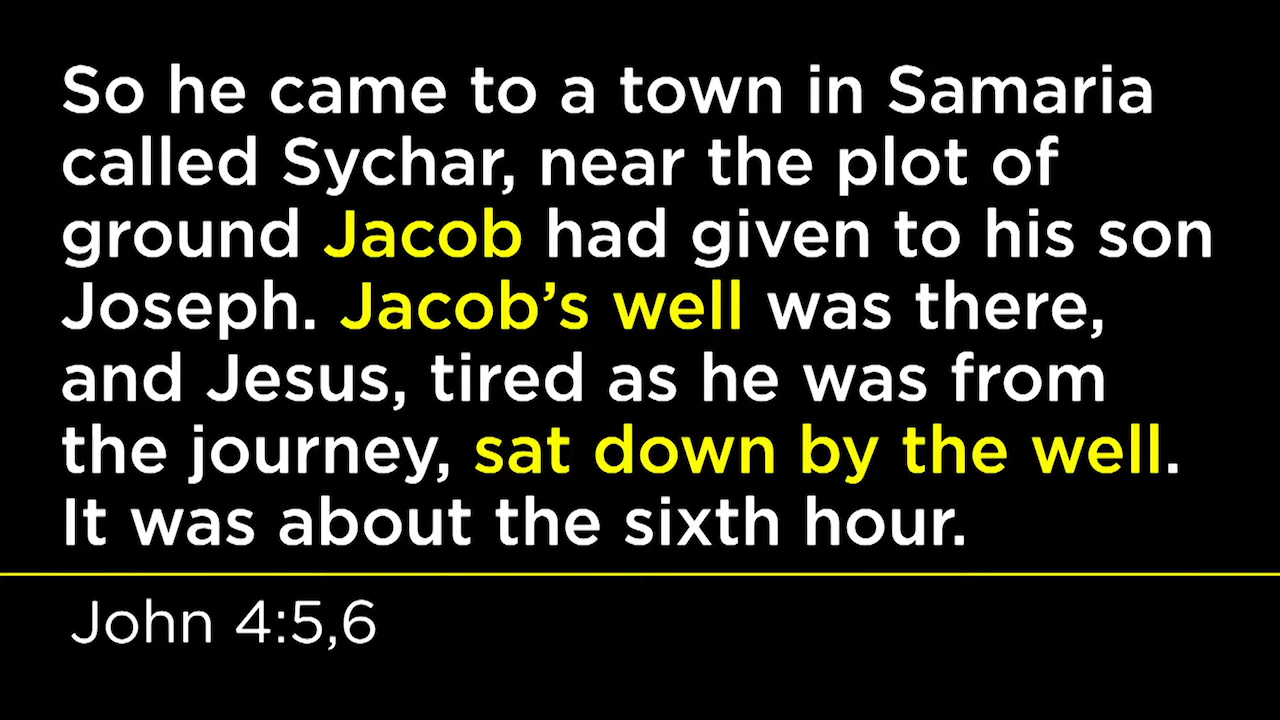 So he came to a town in Samaria
called Sychar, near the plot of
ground Jacob had given to his son
Joseph. Jacob’s well was there,
and Jesus, tired as he was from
the journey, sat down by the well.
It was about the sixth hour.
John 4:5,6